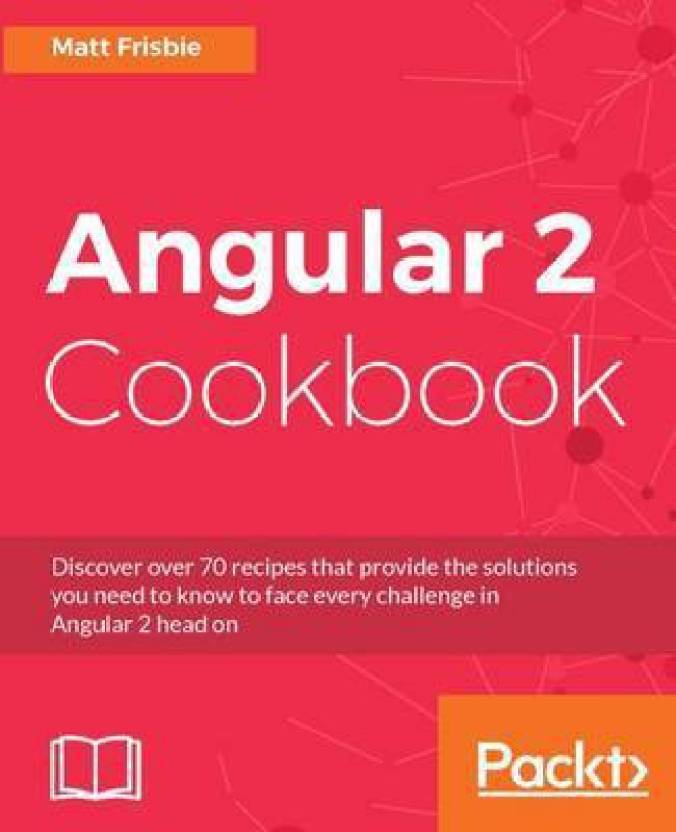 Matt Frisbie
Angular 2
Cookbook
Discover over 70 recipes that provide the solutions
you need to know to face every challenge in
Angular 2 head on
Packt>